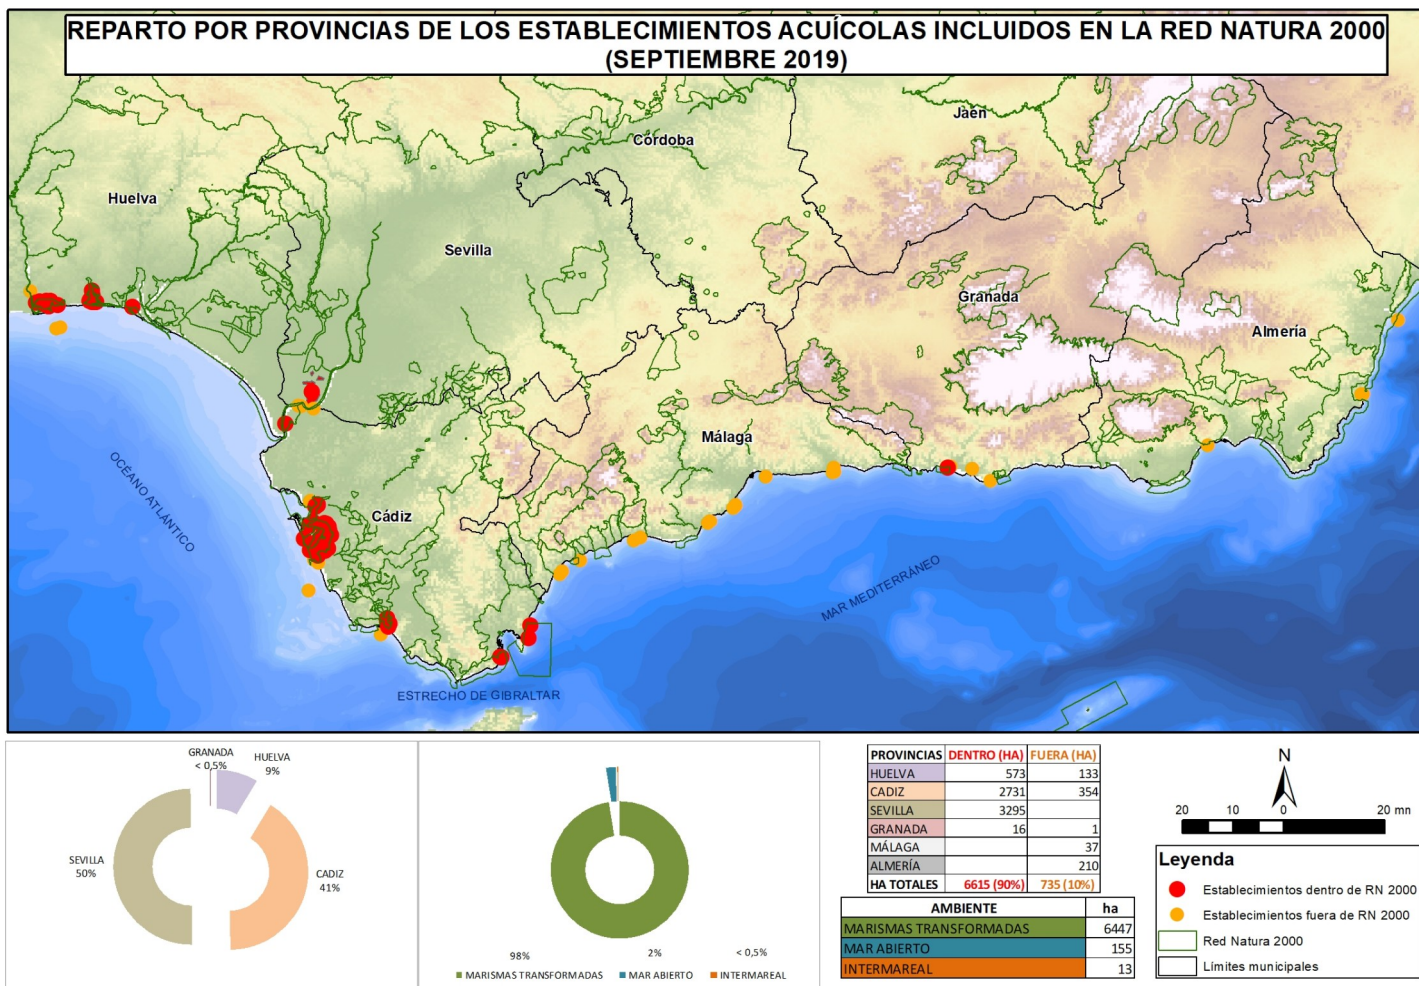 REPARTO POR PROVINCIAS DE LOS ESTABLECIMIENTOS ACUÍCOLAS INCLUIDOS EN LA RED NATURA 2000
(SEPTIEMBRE 2019)
Jaen
Córdoba
Huelva
Sevilla
Granada
Almería
Málaga
OCÉANO ATLÁNTICO
Cádiz
MAR MEDITERRÁNEO
ESTRECHO DE GIBRALTAR
GRANADA
< 0,5%
HUELVA
9%
SEVILLA
50%
CADIZ
41%
98%
2%
< 0,5%
MARISMAS TRANSFORMADAS MAR ABIERTO INTERMAREAL
PROVINCIAS DENTRO (HA) FUERA (HA)
HUELVA 573 133
CADIZ 2731 354
SEVILLA 3295
GRANADA 16 1
MÁLAGA 37
ALMERÍA 210
HA TOTALES 6615 (90%) 735 (10%)
AMBIENTE ha
MARISMAS TRANSFORMADAS 6447
MAR ABIERTO 155
INTERMAREAL 13
N
20 10 0 20 mn
Leyenda
Establecimientos dentro de RN 2000
Establecimientos fuera de RN 2000
Red Natura 2000
Límites municipales